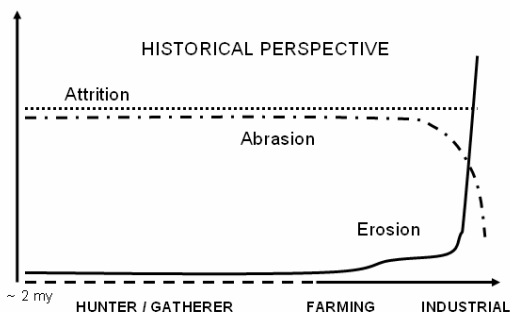 HISTORICAL PERSPECTIVE
Attrition
Abrasion
Erosion
~ 2 my
HUNTER / GATHERER FARMING INDUSTRIAL